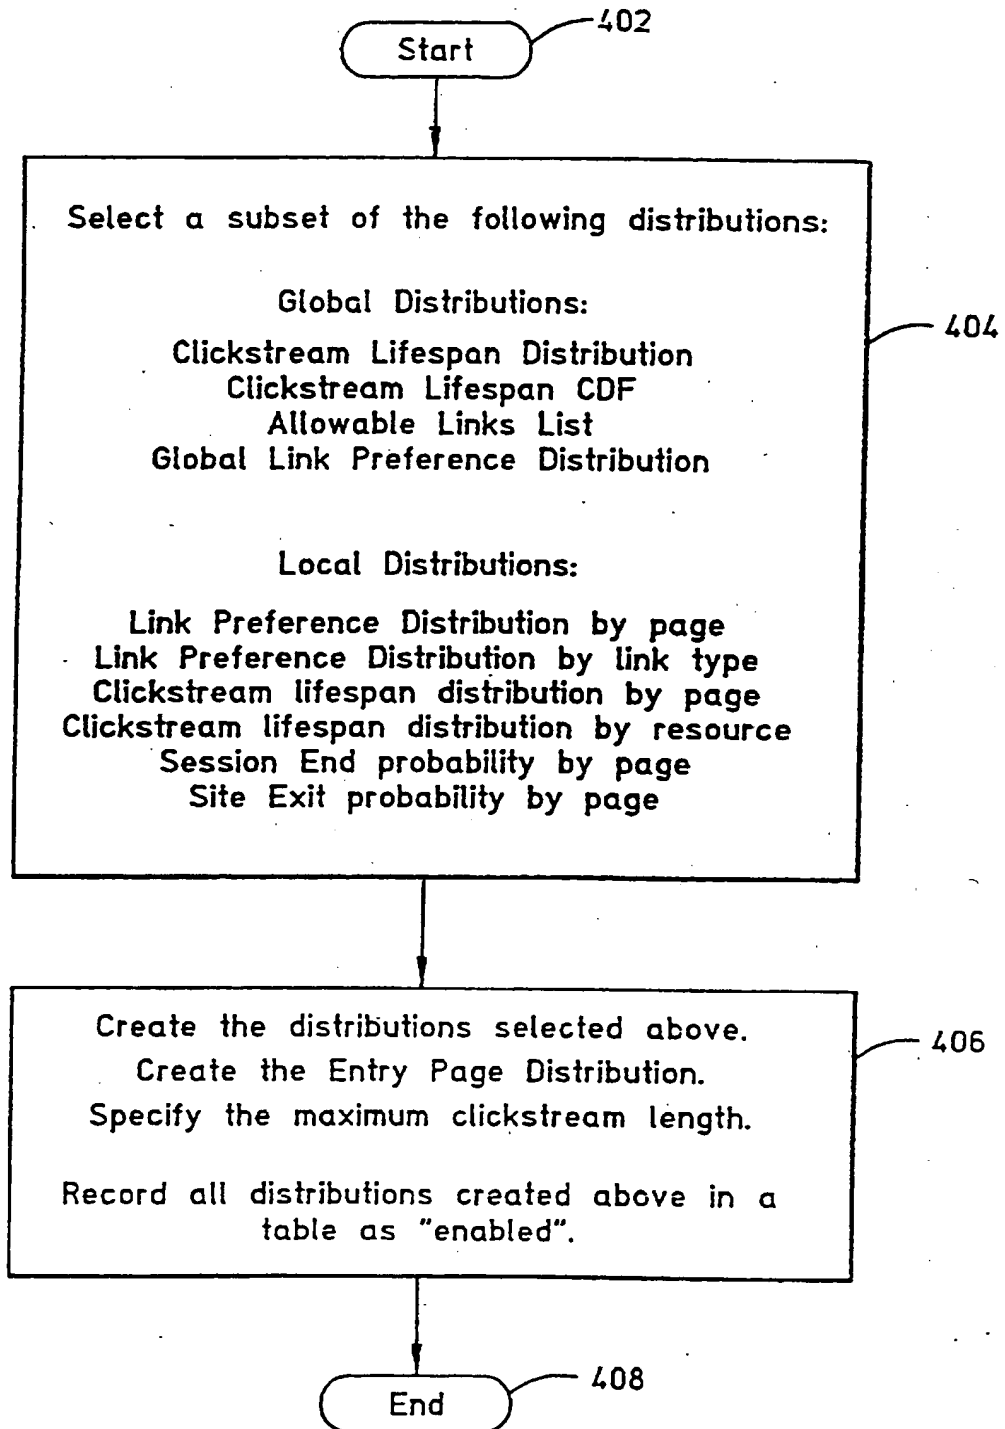 402
Start
Select a subset of the following distributions:
Global Distributions:
404
Clickstream Lifespan Distribution
Clickstream Lifespan CDF
Allowable Links List
Global Link Preference Distribution
Local Distributions:
Link Preference Distribution by page
Link Preference Distribution by link type
Clickstream lifespan distribution by page
Clickstream lifespan distribution by resource
Session End probability by page
Site Exit probability by page
Create the distributions selected above.
406
Create the Entry Page Distribution.
Specify the maximum clickstream length.
Record all distributions created above in a
table as "enabled".
408
End